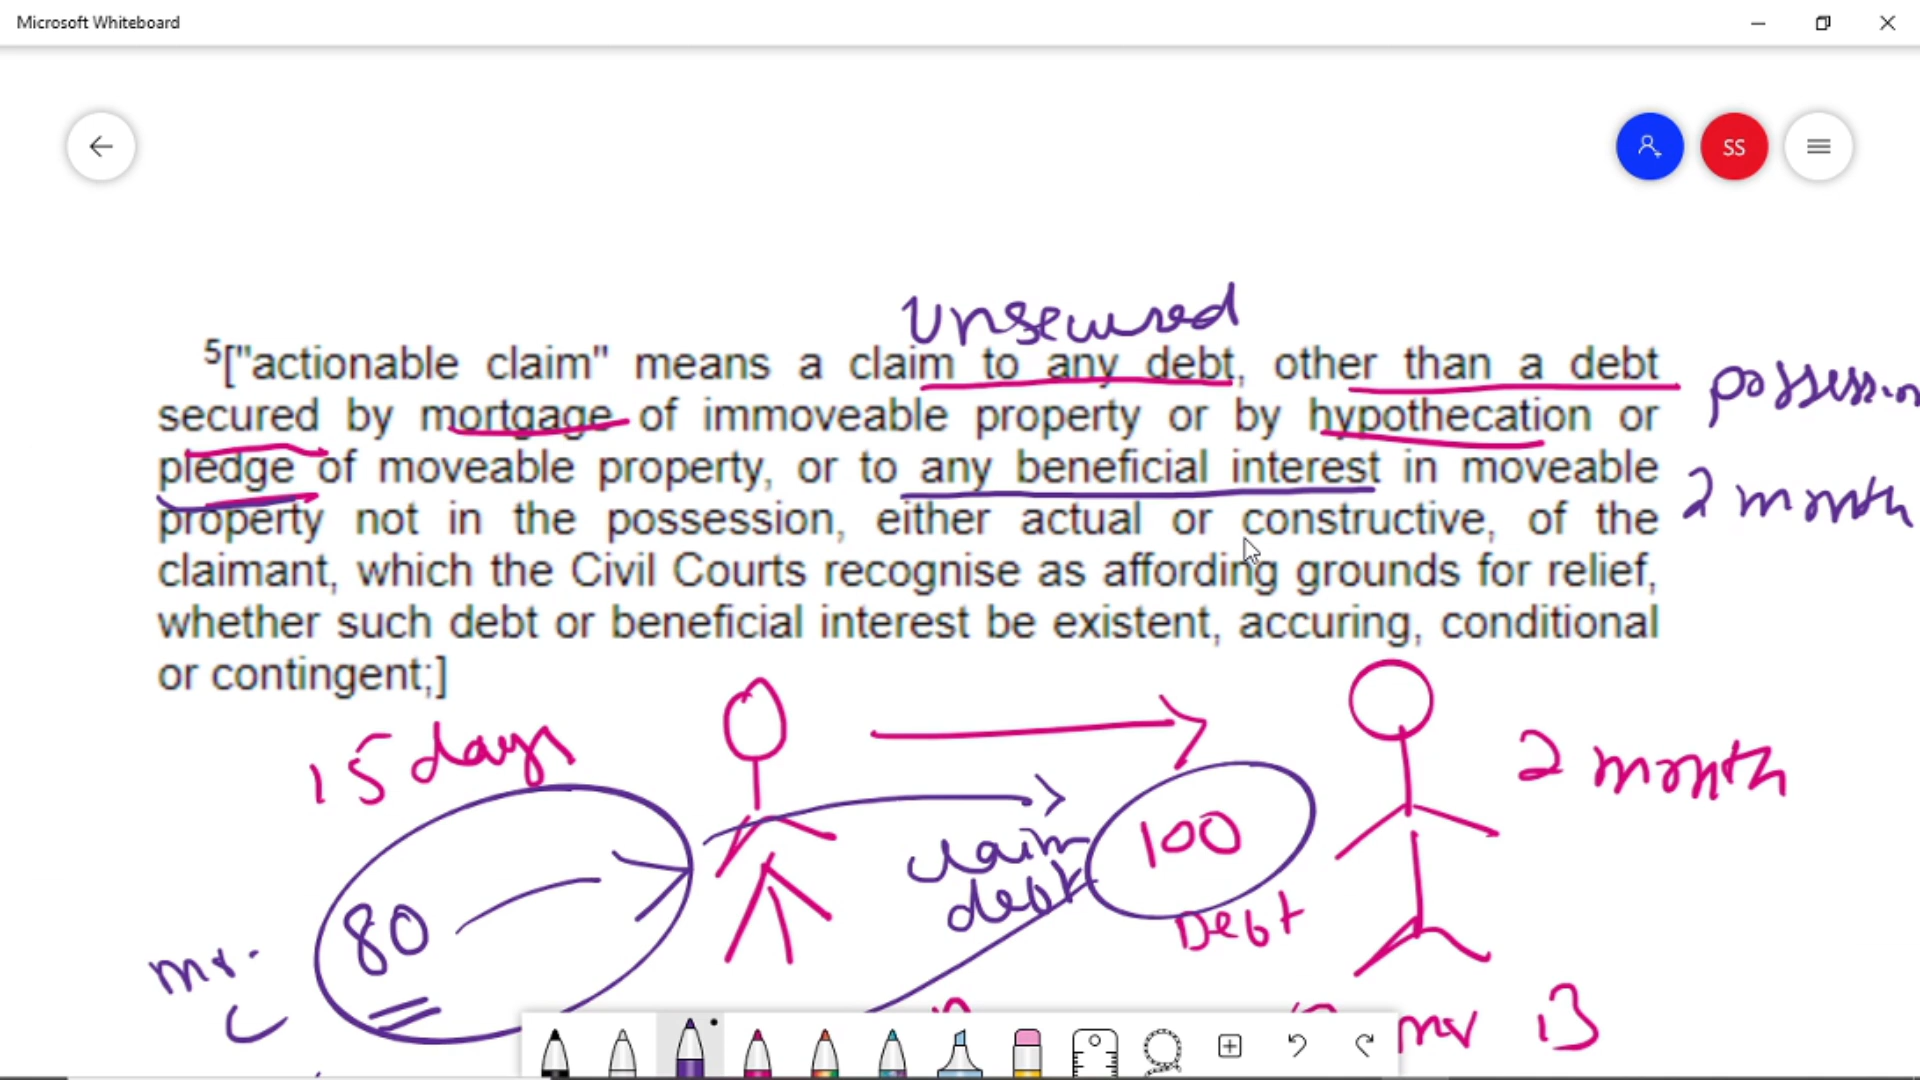 Microsoft Whiteboard
SS
Unsecured
5["actionable claim" means a claim to any debt, other than a debt
secured by mortgage of immoveable property or by hypothecation or
pledge of moveable property, or to any beneficial interest in moveable
property not in the possession, either actual or constructive, of the
claimant, which the Civil Courts recognise as affording grounds for relief,
whether such debt or beneficial interest be existent, accuring, conditional
or contingent;]
possession
2 month
15 days
2 month
claim
debt
100
Debt
80
mr.
C
mr B